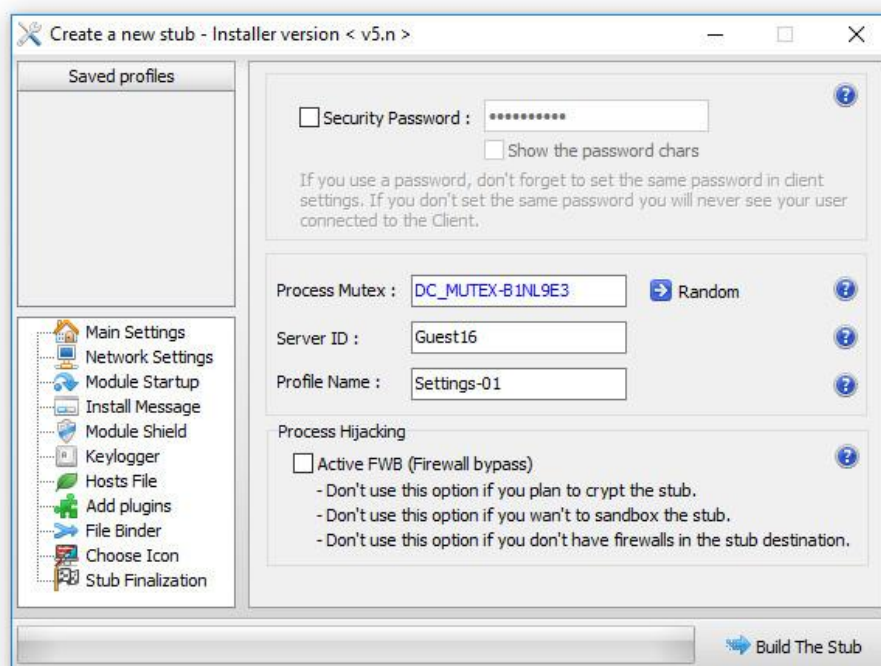 Create a new stub - Installer version < v5.n >
Saved profiles
Main Settings
Network Settings
Module Startup
Install Message
Module Shield
Keylogger
Hosts File
Add plugins
File Binder
Choose Icon
Stub Finalization
Security Password :
••••••••••
Show the password chars
If you use a password, don't forget to set the same password in client
settings. If you don't set the same password you will never see your user
connected to the Client.
Process Mutex :
DC_MUTEX-B1NL9E3
Random
Server ID :
Guest16
Profile Name :
Settings-01
Process Hijacking
Active FWB (Firewall bypass)
- Don't use this option if you plan to crypt the stub.
- Don't use this option if you wan't to sandbox the stub.
- Don't use this option if you don't have firewalls in the stub destination.
Build The Stub